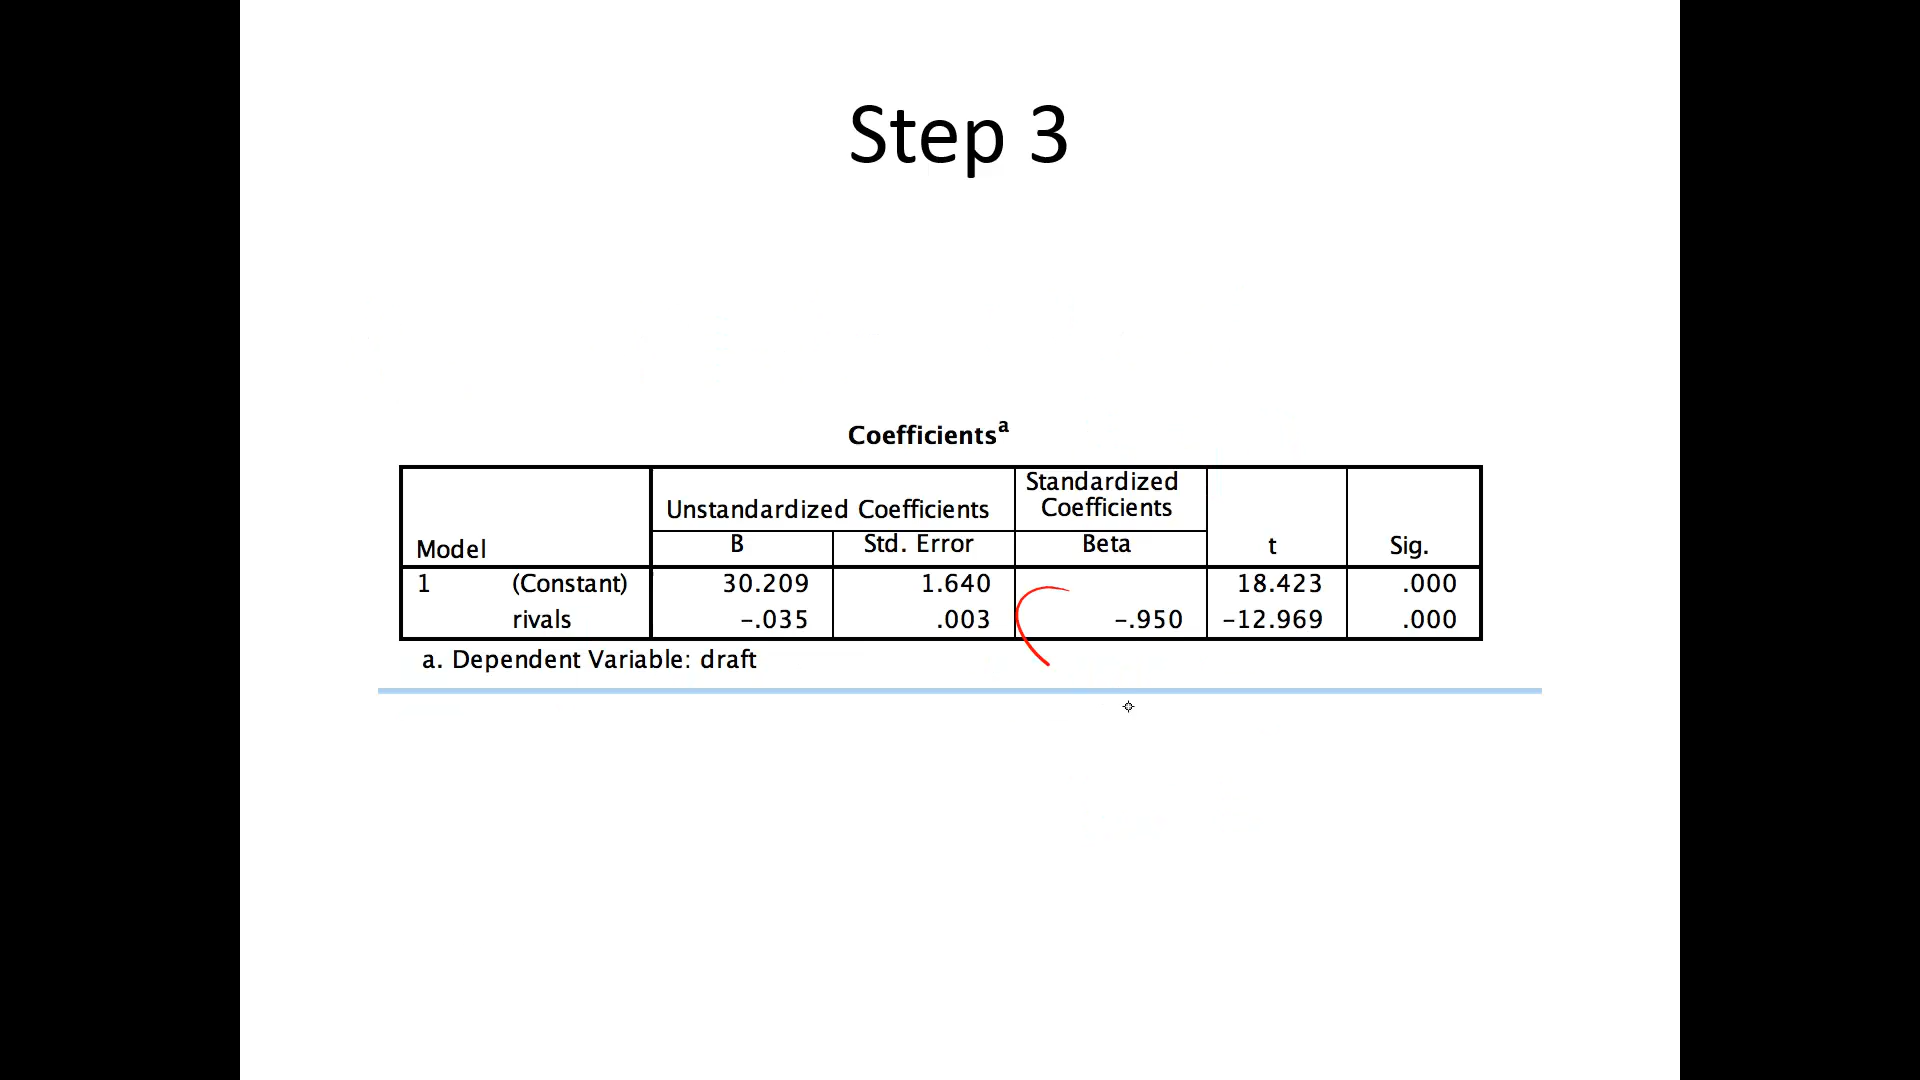 Step 3
Coefficientsᵃ
Model Unstandardized Coefficients Standardized Coefficients t Sig.
B Std. Error Beta
1 (Constant) 30.209 1.640 18.423 .000
rivals -.035 .003 -.950 -12.969 .000
a. Dependent Variable: draft